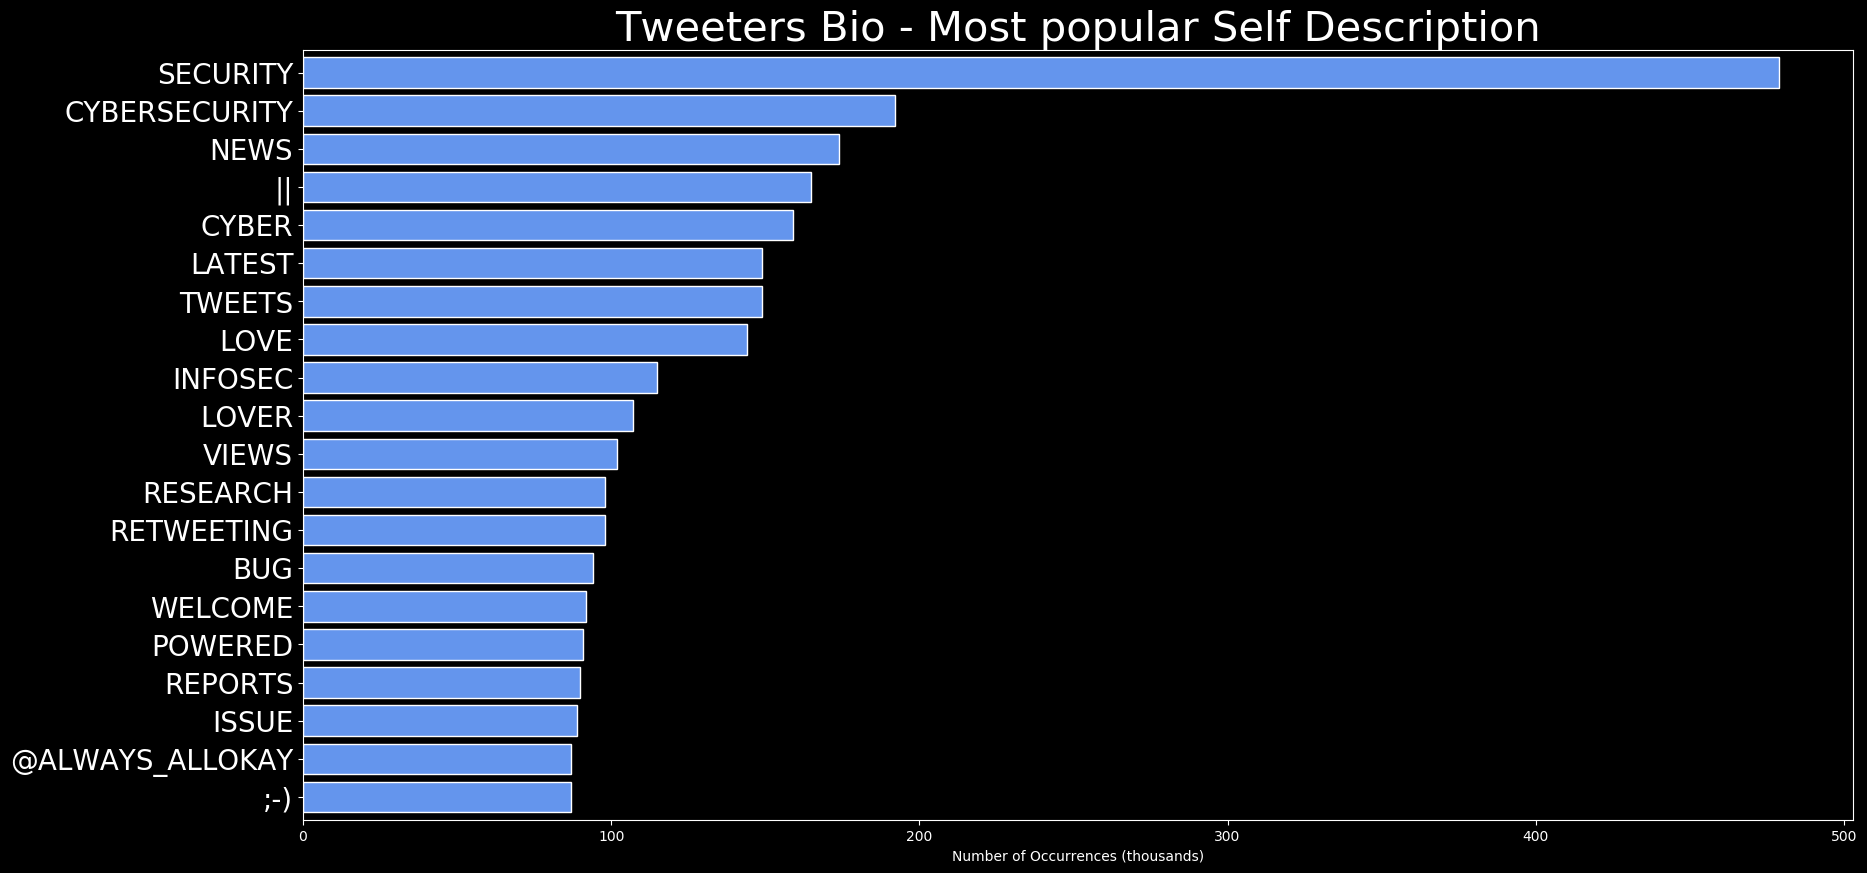 Tweeters Bio - Most popular Self Description
SECURITY
CYBERSECURITY
NEWS
||
CYBER
LATEST
TWEETS
LOVE
INFOSEC
LOVER
VIEWS
RESEARCH
RETWEETING
BUG
WELCOME
POWERED
REPORTS
ISSUE
@ALWAYS_ALLOKAY
;-)
0 100 200 300 400 500
Number of Occurrences (thousands)